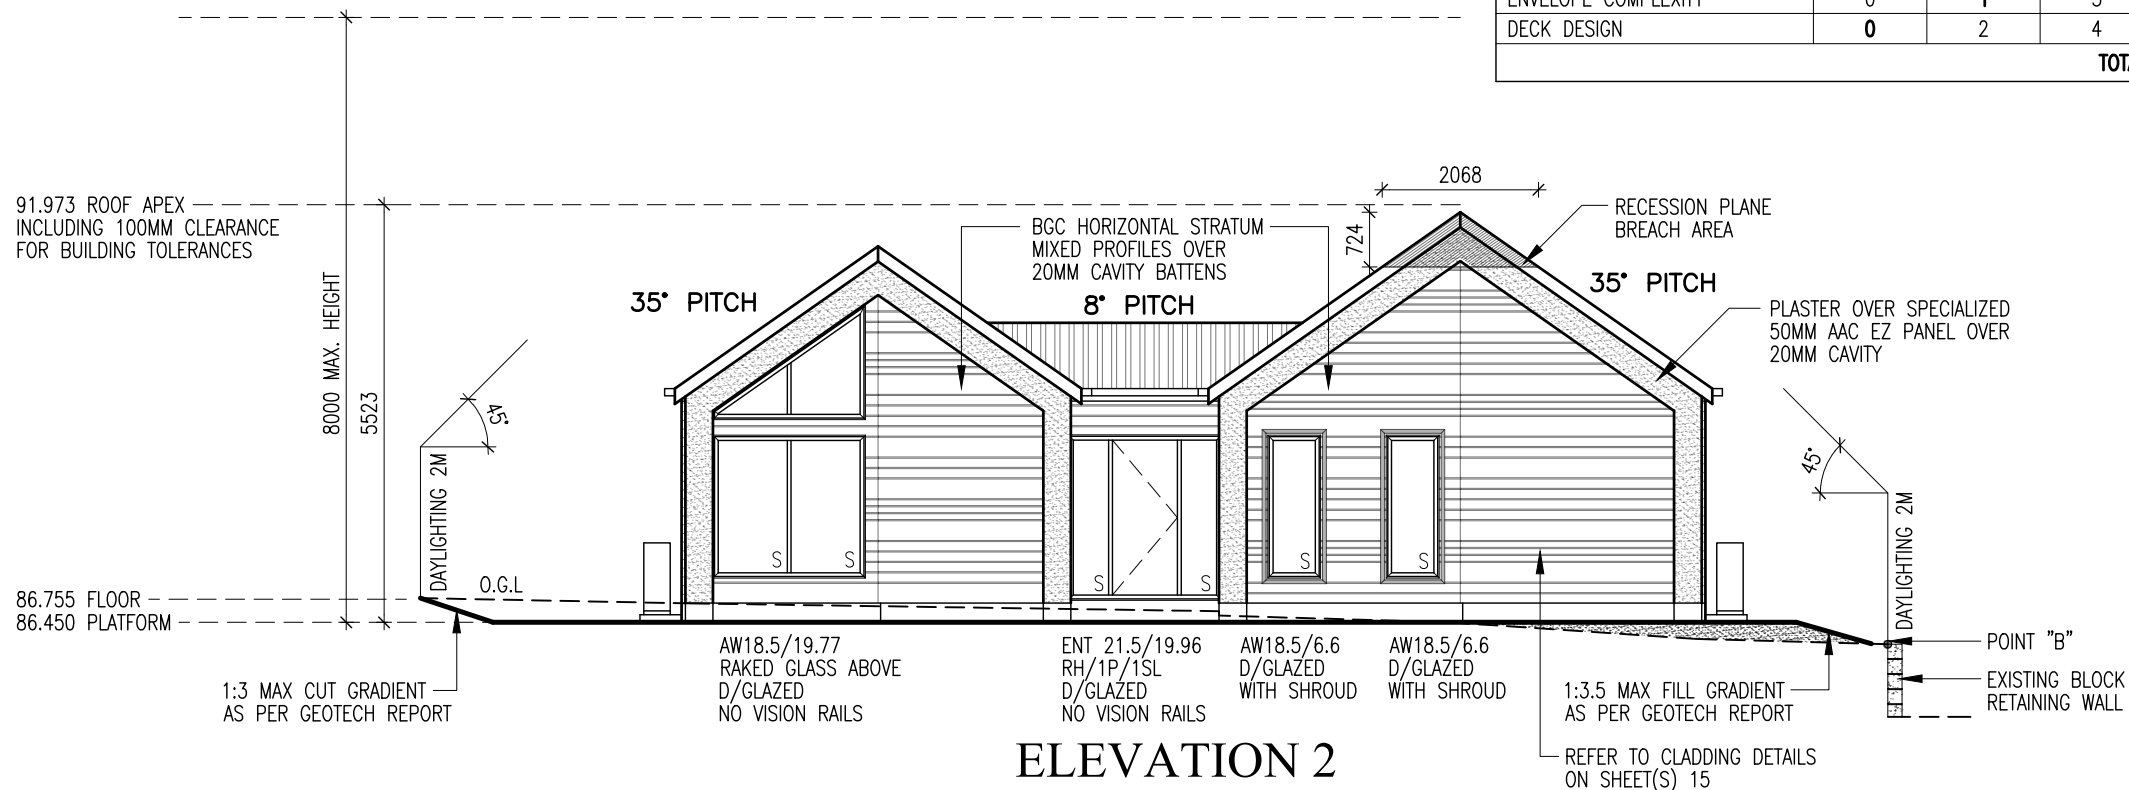 ENVELOPE COMPLEXITY 0 1 3
DECK DESIGN 0 2 4
TOTA
2068
91.973 ROOF APEX
INCLUDING 100MM CLEARANCE
FOR BUILDING TOLERANCES
RECESSION PLANE
BREACH AREA
BGC HORIZONTAL STRATUM
MIXED PROFILES OVER
20MM CAVITY BATTENS
724
35° PITCH
8° PITCH
35° PITCH
PLASTER OVER SPECIALIZED
50MM AAC EZ PANEL OVER
20MM CAVITY
8000 MAX. HEIGHT
5523
45°
45°
DAYLIGHTING 2M
DAYLIGHTING 2M
S S S S S S
O.G.L
86.755 FLOOR
86.450 PLATFORM
POINT "B"
EXISTING BLOCK
RETAINING WALL
1:3 MAX CUT GRADIENT
AS PER GEOTECH REPORT
AW18.5/19.77
RAKED GLASS ABOVE
D/GLAZED
NO VISION RAILS
ENT 21.5/19.96
RH/1P/1SL
D/GLAZED
NO VISION RAILS
AW18.5/6.6
D/GLAZED
WITH SHROUD
AW18.5/6.6
D/GLAZED
WITH SHROUD
1:3.5 MAX FILL GRADIENT
AS PER GEOTECH REPORT
REFER TO CLADDING DETAILS
ON SHEET(S) 15
ELEVATION 2